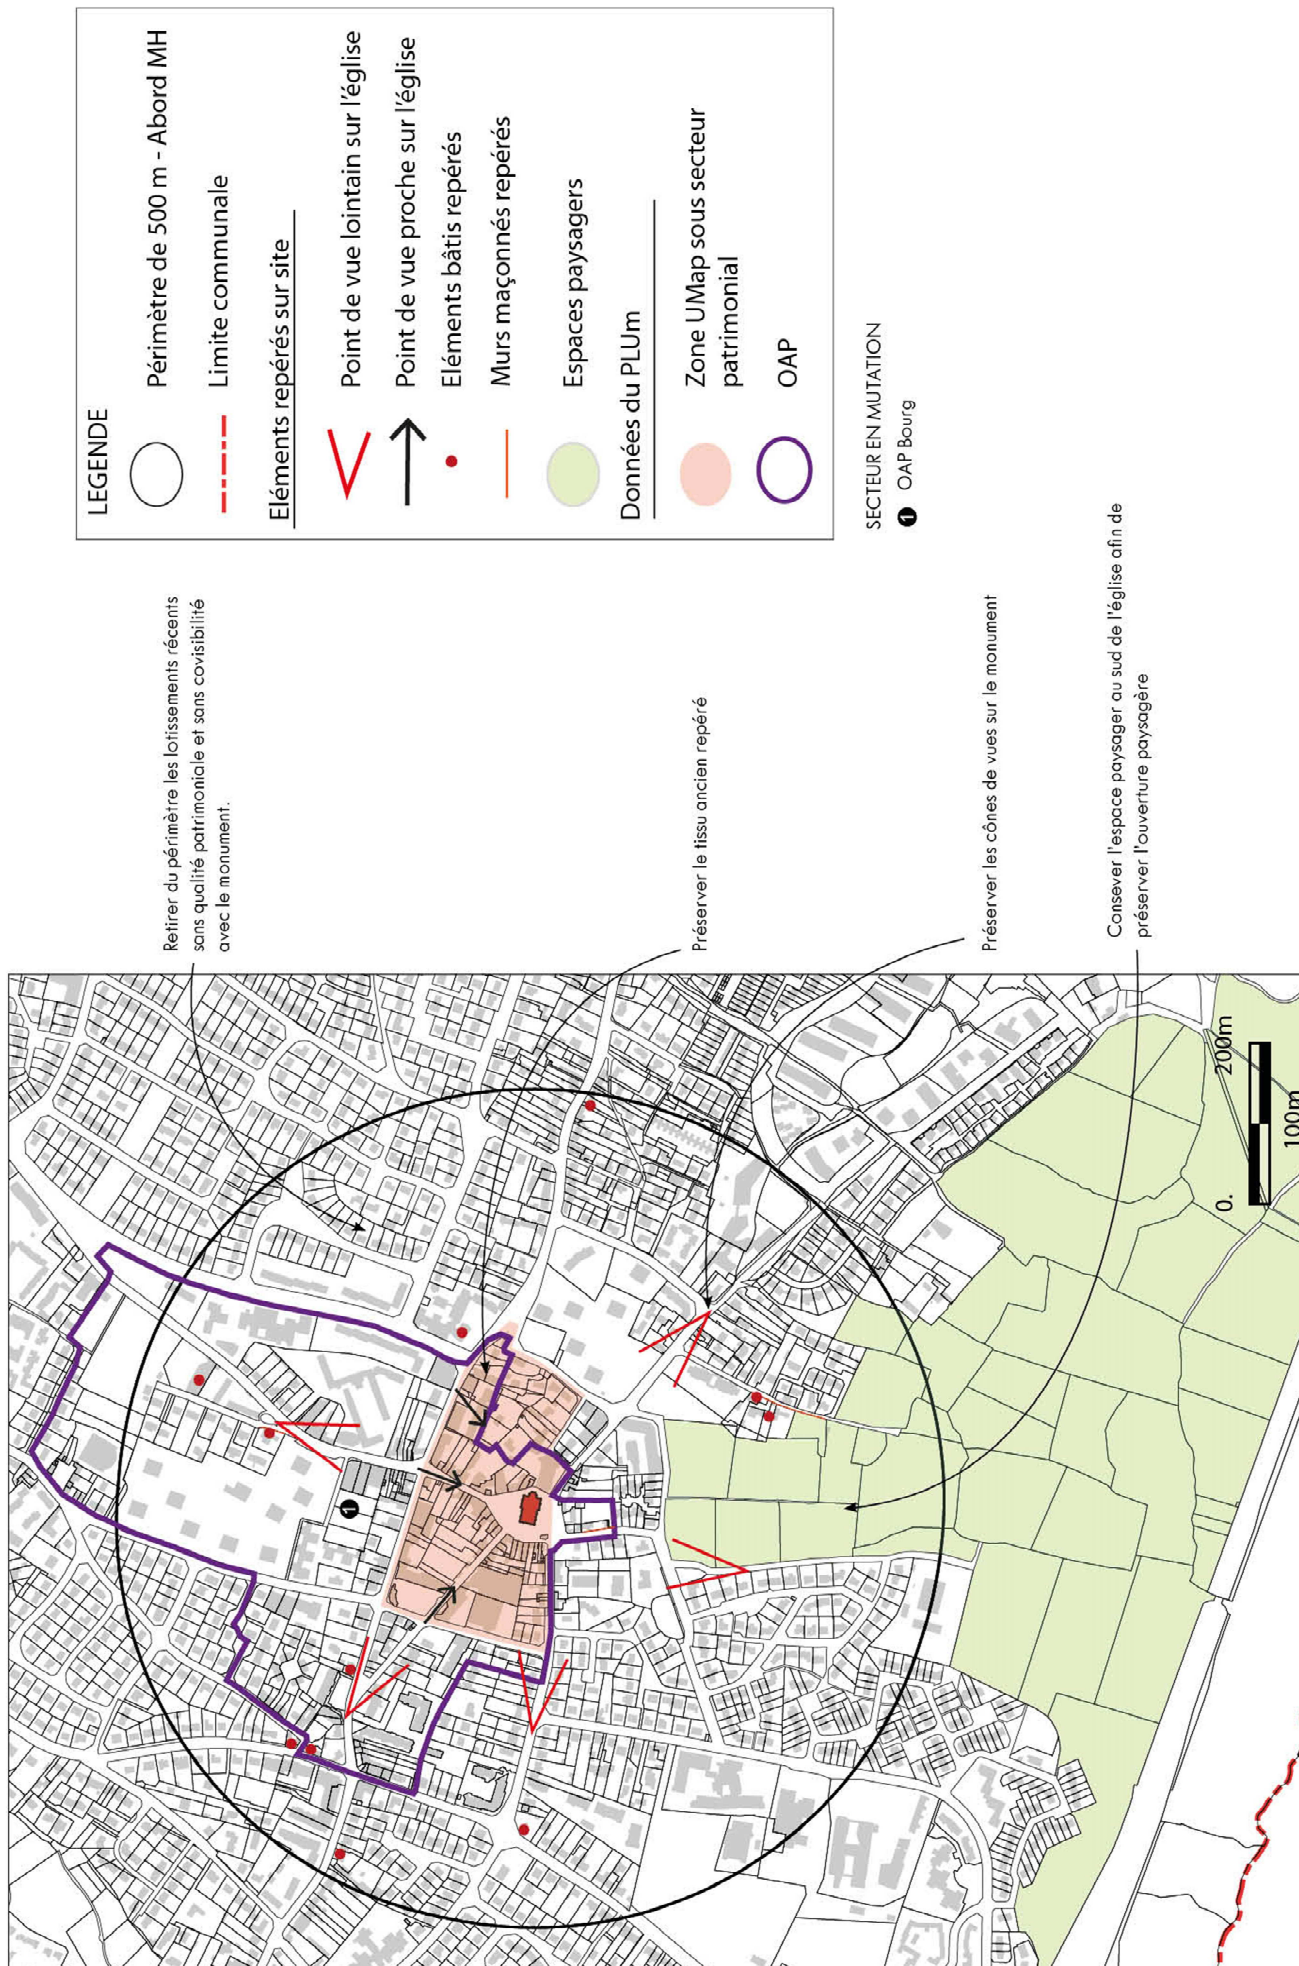 LEGENDE
Périmètre de 500 m - Abord MH
Limite communale
Eléments repérés sur site
Point de vue lointain sur l'église
Point de vue proche sur l'église
Eléments bâtis repérés
Murs maçonnés repérés
Espaces paysagers
Données du PLUm
Zone UMap sous secteur
patrimonial
OAP
SECTEUR EN MUTATION
1 OAP Bourg
Retirer du périmètre les lotissements récents
sans qualité patrimoniale et sans covisibilité
avec le monument.
Préserver le tissu ancien repéré
Préserver les cônes de vues sur le monument
Consever l'espace paysager au sud de l'église afin de
préserver l'ouverture paysagère
1
0.
200m
100m